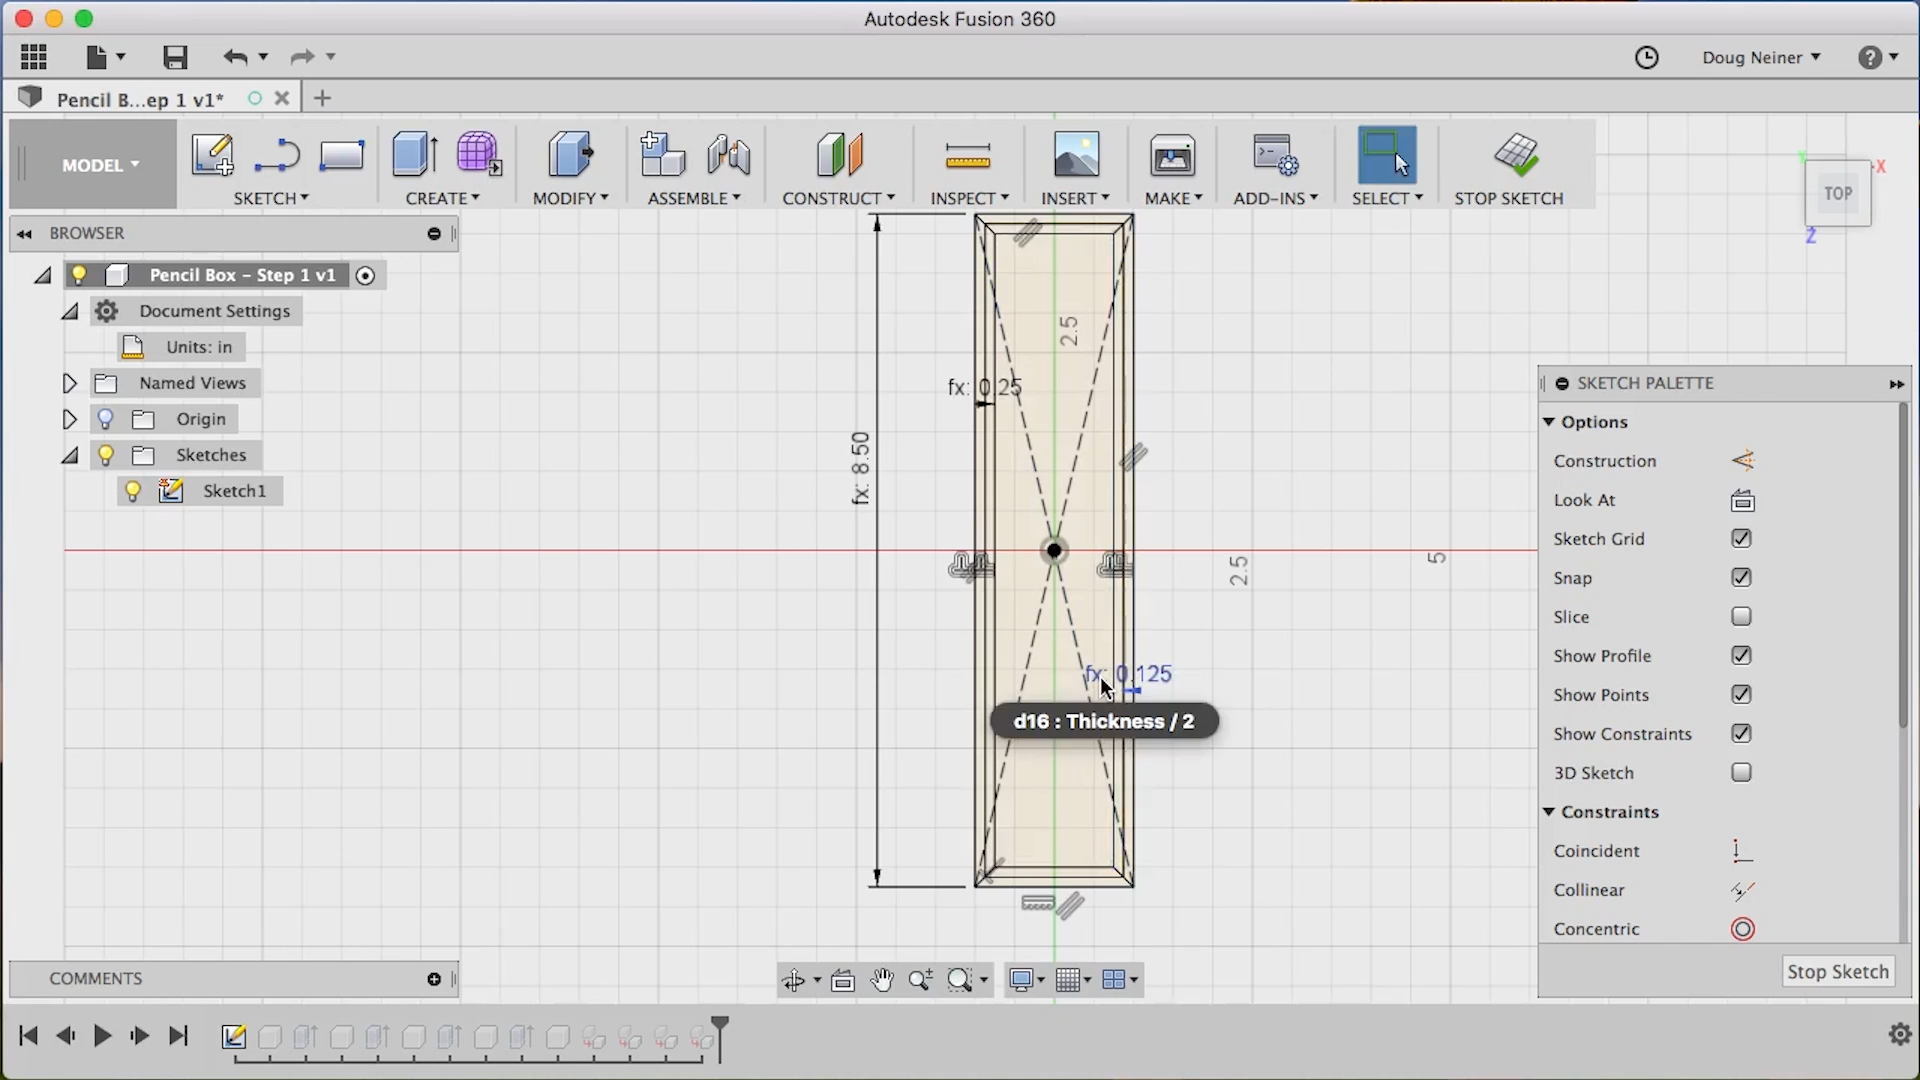 Autodesk Fusion 360
Doug Neiner
Pencil B...ep 1 v1*
MODEL
SKETCH
CREATE
MODIFY
ASSEMBLE
CONSTRUCT
INSPECT
INSERT
MAKE
ADD-INS
SELECT
STOP SKETCH
TOP
X
Y
Z
BROWSER
Pencil Box – Step 1 v1
Document Settings
Units: in
Named Views
Origin
Sketches
Sketch1
2.5
fx: 0.25
fx: 8.50
2.5
5
fx: 0.125
d16 : Thickness / 2
SKETCH PALETTE
Options
Construction
Look At
Sketch Grid
Snap
Slice
Show Profile
Show Points
Show Constraints
3D Sketch
Constraints
Coincident
Collinear
Concentric
Stop Sketch
COMMENTS